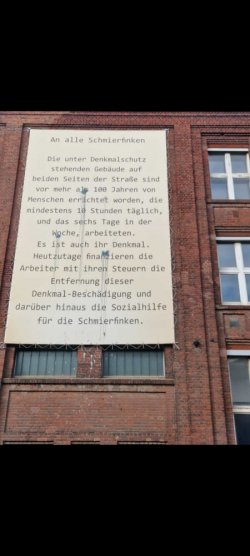 An alle Schmierfinken
Die unter Denkmalschutz
stehenden Gebäude auf
beiden Seiten der Straße sind
vor mehr als 100 Jahren von
Menschen errichtet worden, die
mindestens 10 Stunden täglich,
und das sechs Tage in der
Woche, arbeiteten.
Es ist auch ihr Denkmal.
Heutzutage finanzieren die
Arbeiter mit ihren Steuern die
Entfernung dieser
Denkmal-Beschädigung und
darüber hinaus die Sozialhilfe
für die Schmierfinken.